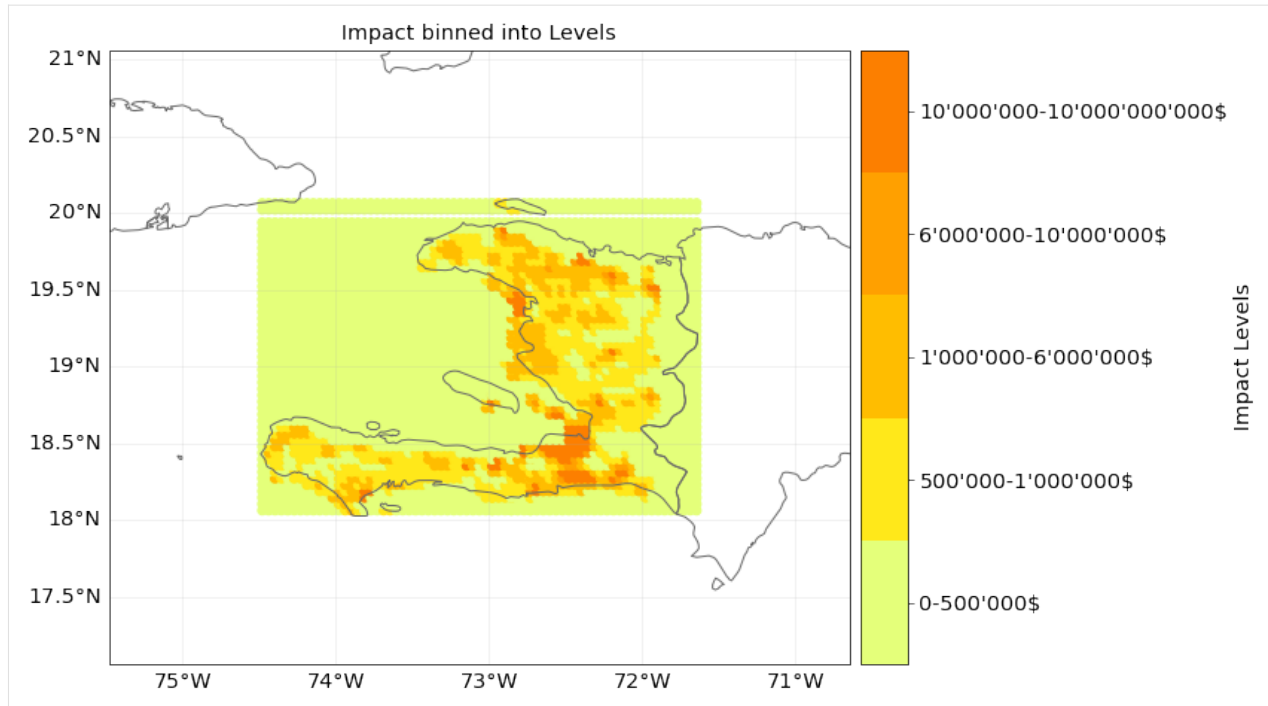 Impact binned into Levels
21°N
20.5°N
20°N
19.5°N
19°N
18.5°N
18°N
17.5°N
75°W
74°W
73°W
72°W
71°W
10'000'000-10'000'000'000$
6'000'000-10'000'000$
1'000'000-6'000'000$
500'000-1'000'000$
0-500'000$
Impact Levels